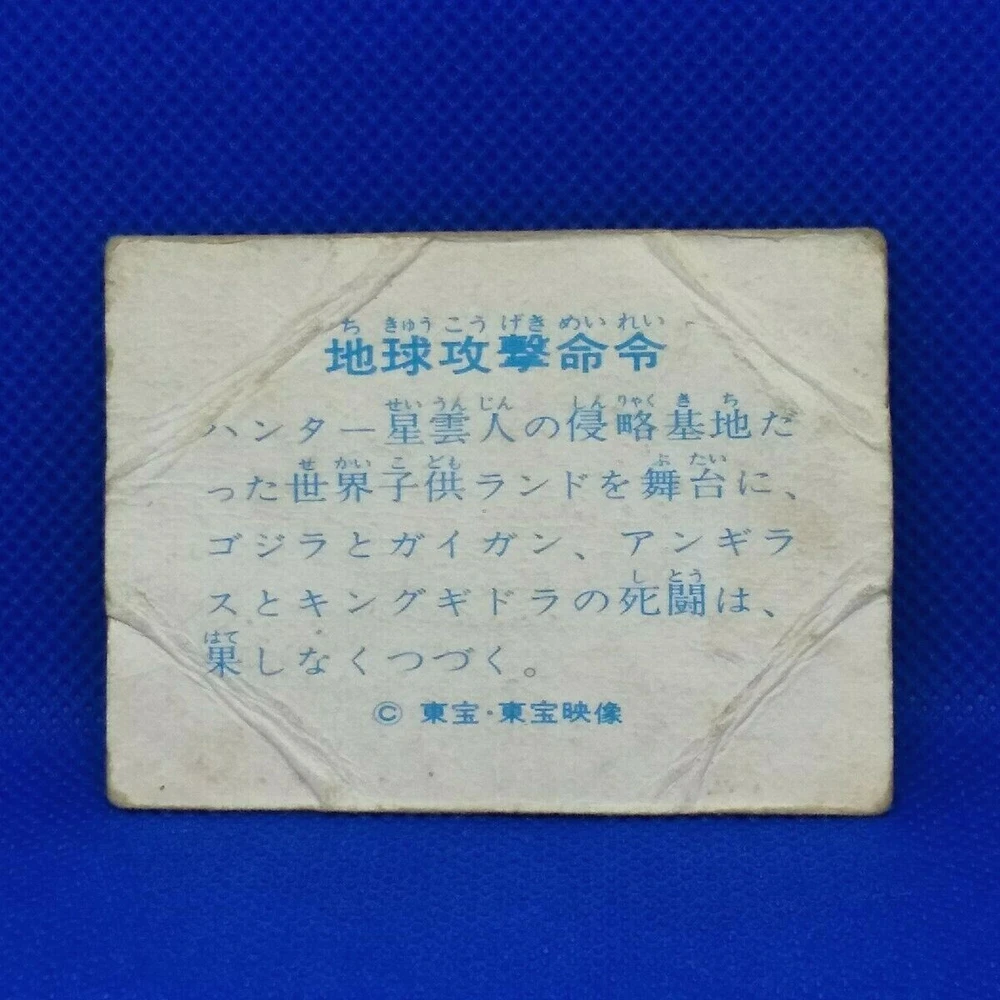 ち きゅう こう げき めい れい
地球攻撃命令
せい うん じん しん りゃく き ち
ハンター星雲人の侵略基地だ
せ かい こ ども ぶ たい
った世界子供ランドを舞台に、
ゴジラとガイガン、アンギラ
し とう
スとキングギドラの死闘は、
はて
果しなくつづく。
© 東宝・東宝映像